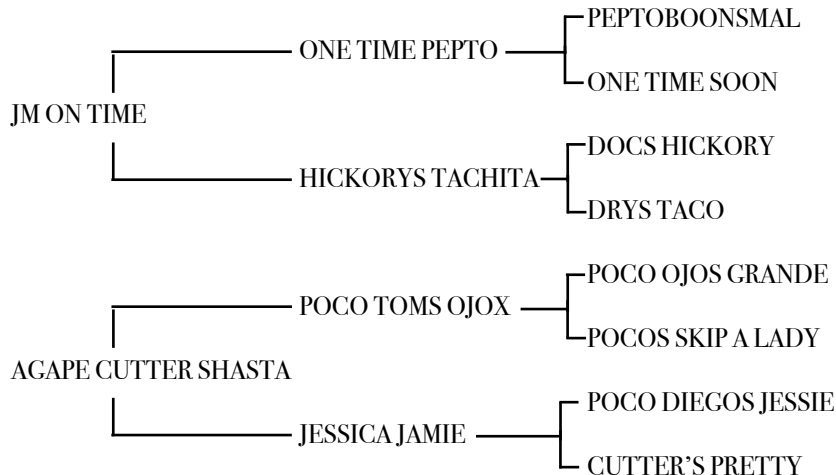 PEPTOBOONSMAL
ONE TIME PEPTO
ONE TIME SOON
JM ON TIME
DOCS HICKORY
HICKORYS TACHITA
DRYS TACO
POCO OJOS GRANDE
POCO TOMS OJOX
POCOS SKIP A LADY
AGAPE CUTTER SHASTA
POCO DIEGOS JESSIE
JESSICA JAMIE
CUTTER’S PRETTY